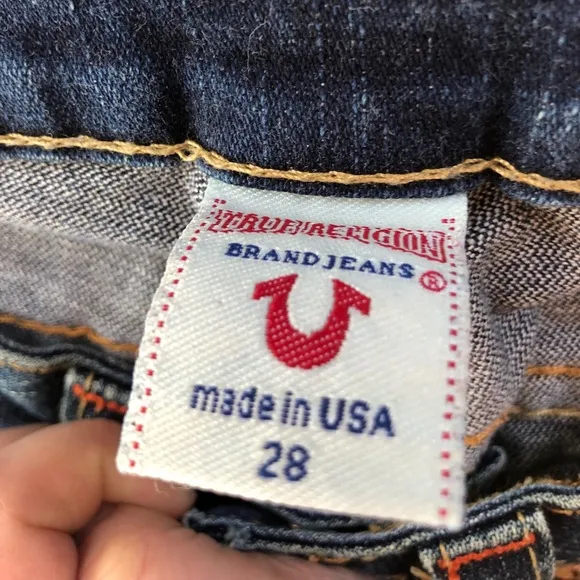 TRUE RELIGION
BRAND JEANS ®
made in USA
28